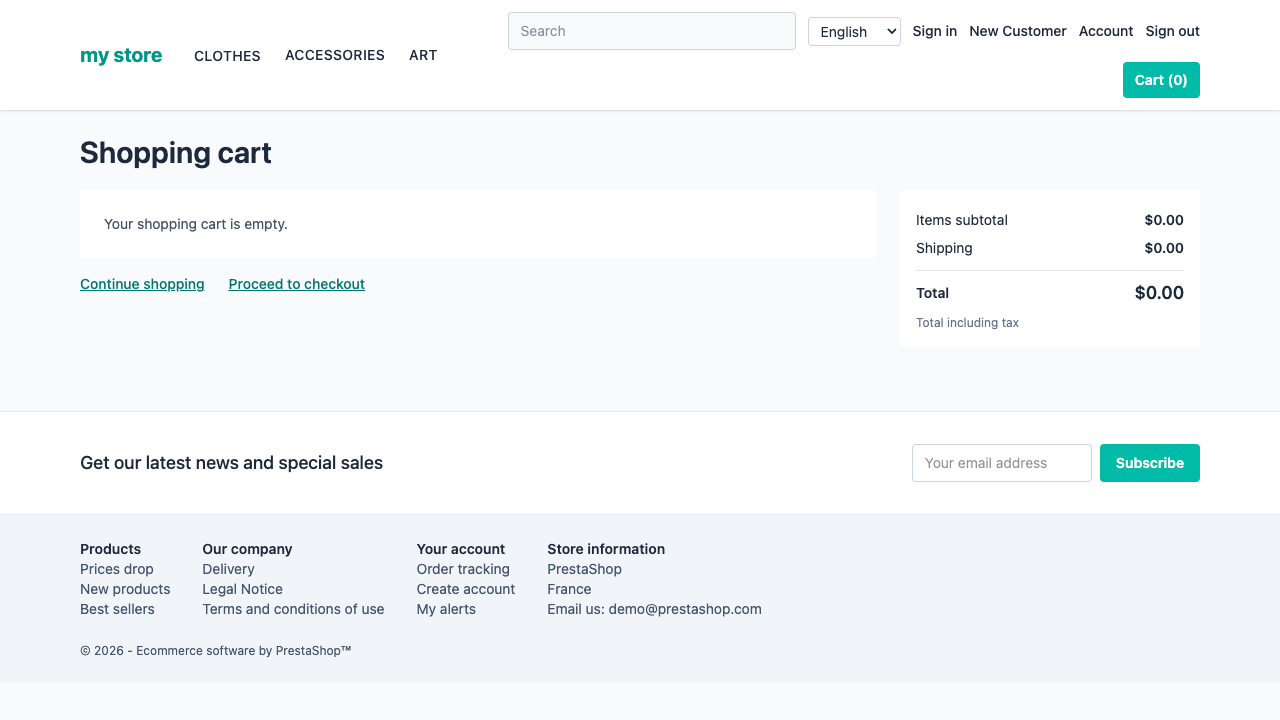 my store
CLOTHES
ACCESSORIES
ART
Search
English
Sign in
New Customer
Account
Sign out
Cart (0)
Shopping cart
Your shopping cart is empty.
Continue shopping
Proceed to checkout
Items subtotal $0.00
Shipping $0.00
Total $0.00
Total including tax
Get our latest news and special sales
Your email address
Subscribe
Products
Prices drop
New products
Best sellers
Our company
Delivery
Legal Notice
Terms and conditions of use
Your account
Order tracking
Create account
My alerts
Store information
PrestaShop
France
Email us: demo@prestashop.com
© 2026 - Ecommerce software by PrestaShop™